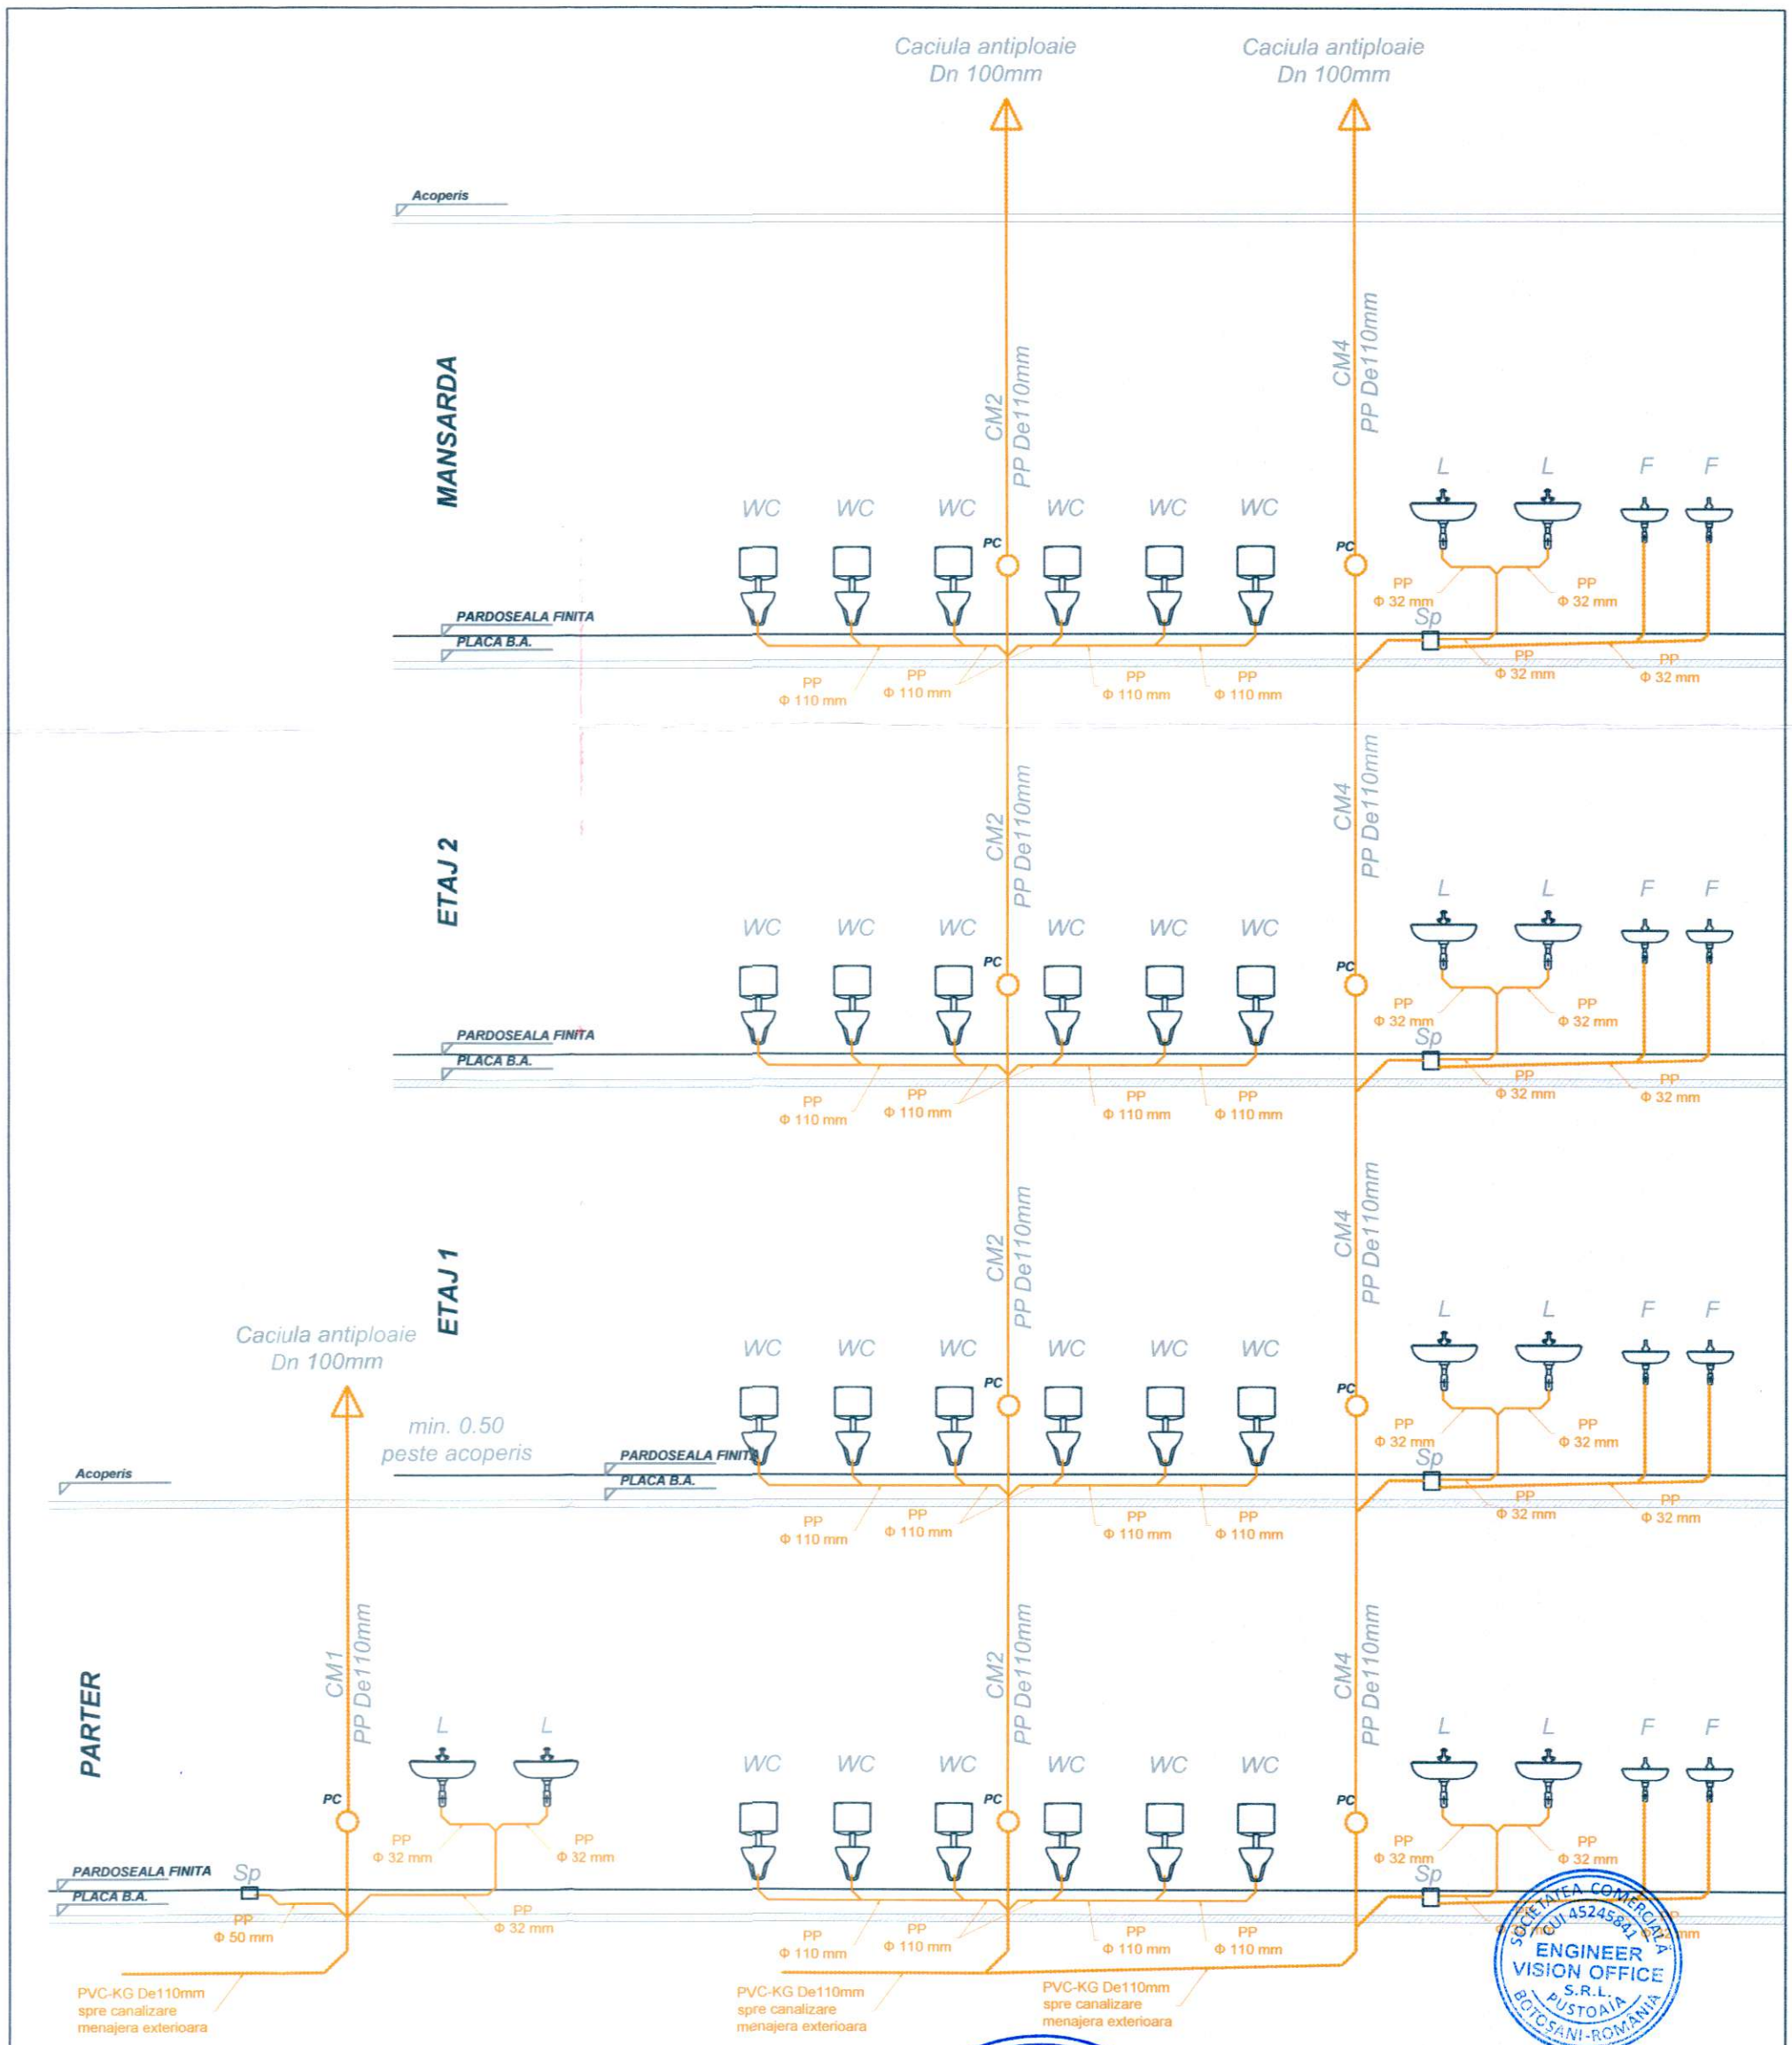 Caciula antiploaie
Dn 100mm
Caciula antiploaie
Dn 100mm
Acoperis
MANSARDA
CM2
PP De110mm
CM4
PP De110mm
L
L
F
F
WC
WC
WC
WC
WC
WC
PC
PC
PP
Φ 32 mm
PP
Φ 32 mm
PARDOSEALA FINITA
PLACA B.A.
Sp
PP
Φ 110 mm
PP
Φ 110 mm
PP
Φ 110 mm
PP
Φ 110 mm
PP
Φ 32 mm
PP
Φ 32 mm
ETAJ 2
CM2
PP De110mm
CM4
PP De110mm
L
L
F
F
WC
WC
WC
WC
WC
WC
PC
PC
PP
Φ 32 mm
PP
Φ 32 mm
PARDOSEALA FINITA
PLACA B.A.
Sp
PP
Φ 110 mm
PP
Φ 110 mm
PP
Φ 110 mm
PP
Φ 110 mm
PP
Φ 32 mm
PP
Φ 32 mm
ETAJ 1
CM2
PP De110mm
CM4
PP De110mm
Caciula antiploaie
Dn 100mm
L
L
F
F
WC
WC
WC
WC
WC
WC
PC
PC
min. 0.50
peste acoperis
PP
Φ 32 mm
PP
Φ 32 mm
Acoperis
PARDOSEALA FINITA
PLACA B.A.
Sp
PP
Φ 110 mm
PP
Φ 110 mm
PP
Φ 110 mm
PP
Φ 110 mm
PP
Φ 32 mm
PP
Φ 32 mm
PARTER
CM1
PP De110mm
CM2
PP De110mm
CM4
PP De110mm
L
L
L
L
F
F
WC
WC
WC
WC
WC
WC
PC
PC
PC
PP
Φ 32 mm
PP
Φ 32 mm
PP
Φ 32 mm
PP
Φ 32 mm
PARDOSEALA FINITA
PLACA B.A.
Sp
Sp
PP
Φ 50 mm
PP
Φ 32 mm
PP
Φ 110 mm
PP
Φ 110 mm
PP
Φ 110 mm
PP
Φ 110 mm
PVC-KG De110mm
spre canalizare
menajera exterioara
PVC-KG De110mm
spre canalizare
menajera exterioara
PVC-KG De110mm
spre canalizare
menajera exterioara
SOCIETATEA COMERCIALĂ
CUI 45245841
ENGINEER
VISION OFFICE
S.R.L.
PUSTOAIA
BOTOȘANI-ROMÂNIA